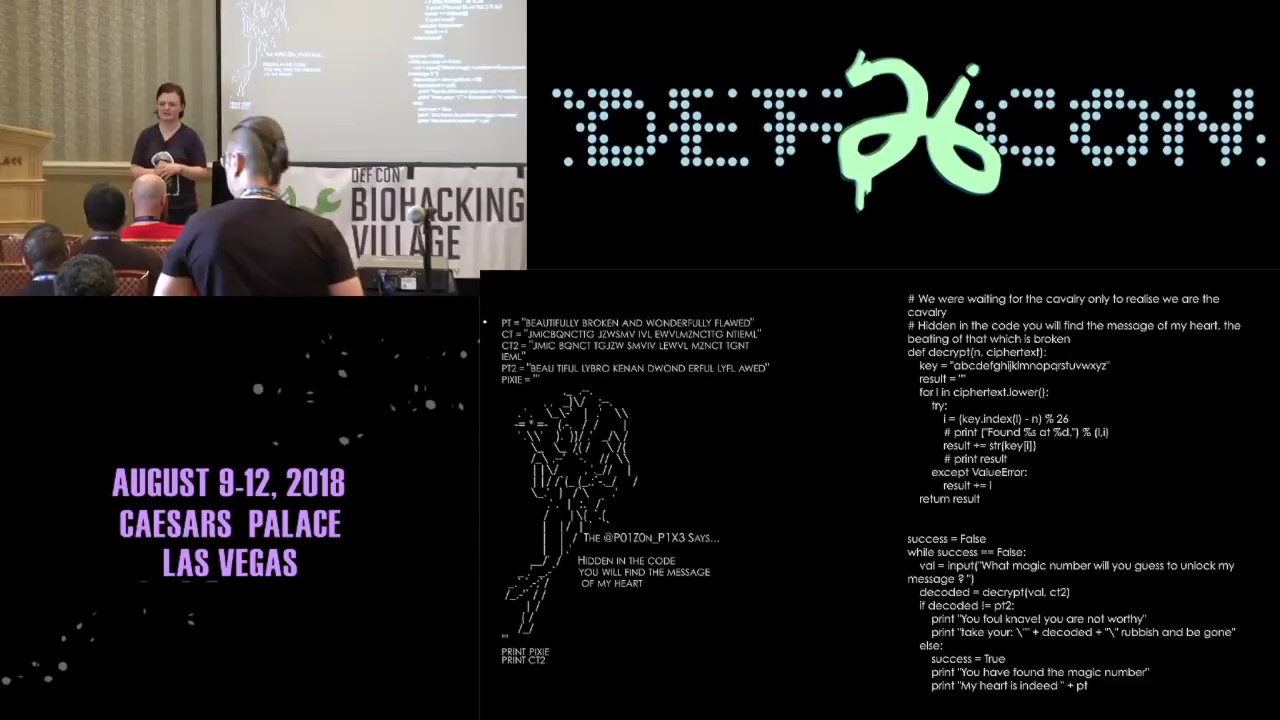 DEF CON 26
DEF CON
BIOHACKING
VILLAGE
AUGUST 9-12, 2018
CAESARS PALACE
LAS VEGAS
• PT = "BEAUTIFULLY BROKEN AND WONDERFULLY FLAWED"
CT = "JMICBQNCTTG JZWSMV IVL EWVLMZNCTTG NTIEML"
CT2 = "JMIC BQNCT TGJZW SMVIV LEWVL MZNCT TGNT
IEML"
PT2 = "BEAU TIFUL LYBRO KENAN DWOND ERFUL LYFL AWED"
PIXIE = '''
THE @P01Z0N_P1X3 SAYS...
HIDDEN IN THE CODE
YOU WILL FIND THE MESSAGE
OF MY HEART
'''
PRINT PIXIE
PRINT CT2
# We were waiting for the cavalry only to realise we are the
cavalry
# Hidden in the code you will find the message of my heart, the
beating of that which is broken
def decrypt(n, ciphertext):
key = "abcdefghijklmnopqrstuvwxyz"
result = ""
for l in ciphertext.lower():
try:
i = (key.index(l) - n) % 26
# print ("Found %s at %d,") % (l,i)
result += str(key[i])
# print result
except ValueError:
result += l
return result
success = False
while success == False:
val = input("What magic number will you guess to unlock my
message ? ")
decoded = decrypt(val, ct2)
if decoded != pt2:
print "You foul knave! you are not worthy"
print "take your: \"" + decoded + "\" rubbish and be gone"
else:
success = True
print "You have found the magic number"
print "My heart is indeed " + pt